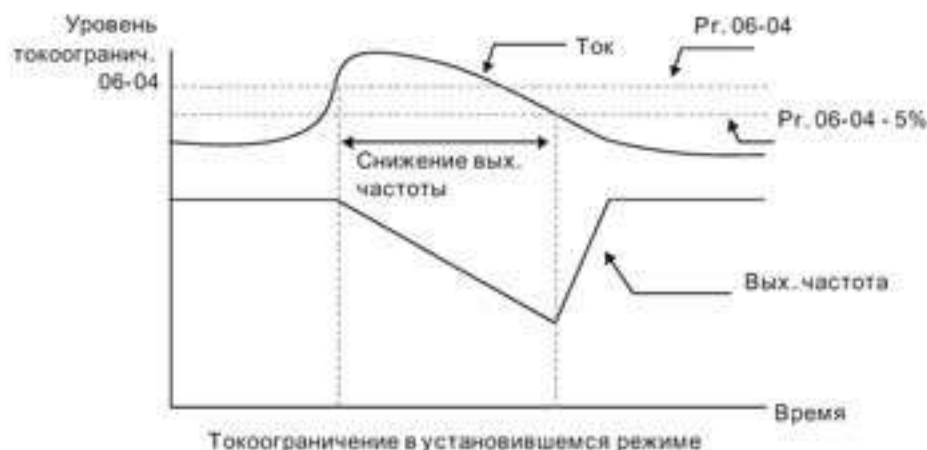 Уровень
токоогранич.
06-04
Ток
Pr. 06-04
Pr. 06-04 - 5%
Снижение вых.
частоты
Вых. частота
Время
Токоограничение в установившемся режиме